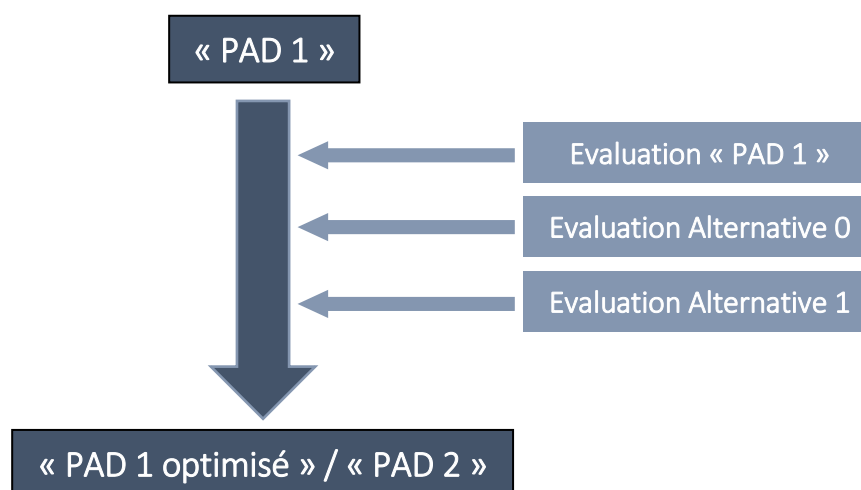 « PAD 1 »
Evaluation « PAD 1 »
Evaluation Alternative 0
Evaluation Alternative 1
« PAD 1 optimisé » / « PAD 2 »